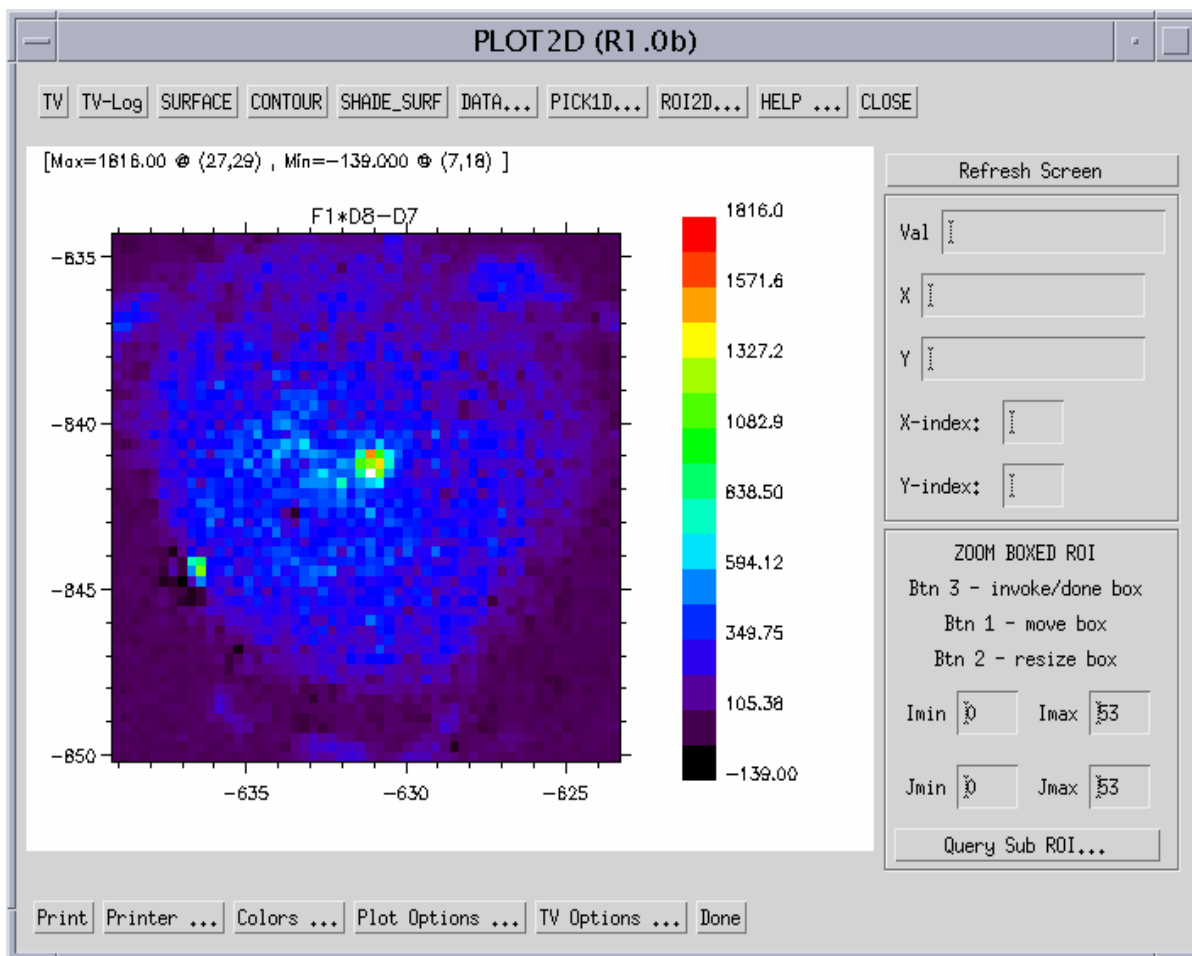 PLOT2D (R1.0b)
TV TV-Log SURFACE CONTOUR SHADE_SURF DATA... PICK1D... ROI2D... HELP ... CLOSE
[Max=1816.00 @ (27,29) , Min=-139.000 @ (7,18) ]
F1*D8-D7
-835
-840
-845
-850
-635 -630 -625
1816.0
1571.6
1327.2
1082.9
838.50
594.12
349.75
105.38
-139.00
Refresh Screen
Val
X
Y
X-index:
Y-index:
ZOOM BOXED ROI
Btn 3 - invoke/done box
Btn 1 - move box
Btn 2 - resize box
Imin 0 Imax 53
Jmin 0 Jmax 53
Query Sub ROI...
Print Printer ... Colors ... Plot Options ... TV Options ... Done